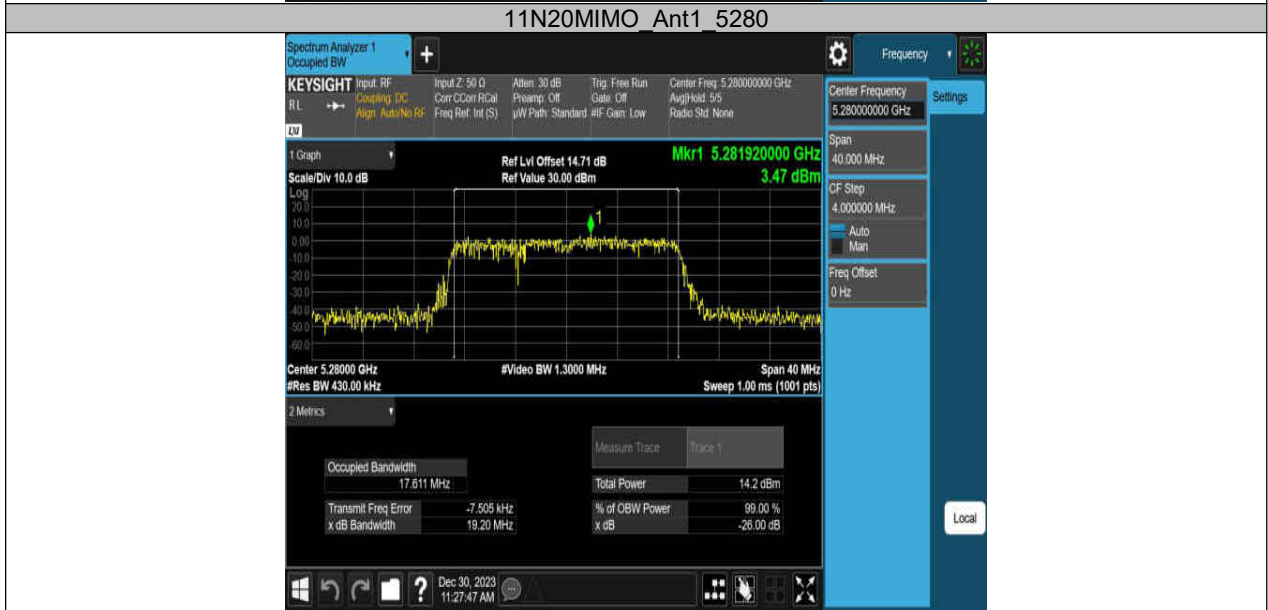 11N20MIMO_Ant1_5280
Spectrum Analyzer 1
Occupied BW
+
Frequency
KEYSIGHT
RL
Input: RF
Coupling: DC
Align: Auto/No RF
Input Z: 50 Ω
Corr CCorr RCal
Freq Ref: Int (S)
Atten: 30 dB
Preamp: Off
µW Path: Standard
Trig: Free Run
Gate: Off
#IF Gain: Low
Center Freq: 5.280000000 GHz
Avg|Hold: 5/5
Radio Std: None
LXI
Center Frequency
5.280000000 GHz
Settings
Span
40.000 MHz
CF Step
4.000000 MHz
Auto
Man
Freq Offset
0 Hz
1 Graph
Scale/Div 10.0 dB
Ref Lvl Offset 14.71 dB
Ref Value 30.00 dBm
Mkr1 5.281920000 GHz
3.47 dBm
Log
20.0
10.0
0.00
-10.0
-20.0
-30.0
-40.0
-50.0
-60.0
1
Center 5.28000 GHz
#Res BW 430.00 kHz
#Video BW 1.3000 MHz
Span 40 MHz
Sweep 1.00 ms (1001 pts)
2 Metrics
Measure Trace
Trace 1
Occupied Bandwidth
17.611 MHz
Total Power
14.2 dBm
Transmit Freq Error
-7.505 kHz
% of OBW Power
99.00 %
x dB Bandwidth
19.20 MHz
x dB
-26.00 dB
Local
?
Dec 30, 2023
11:27:47 AM